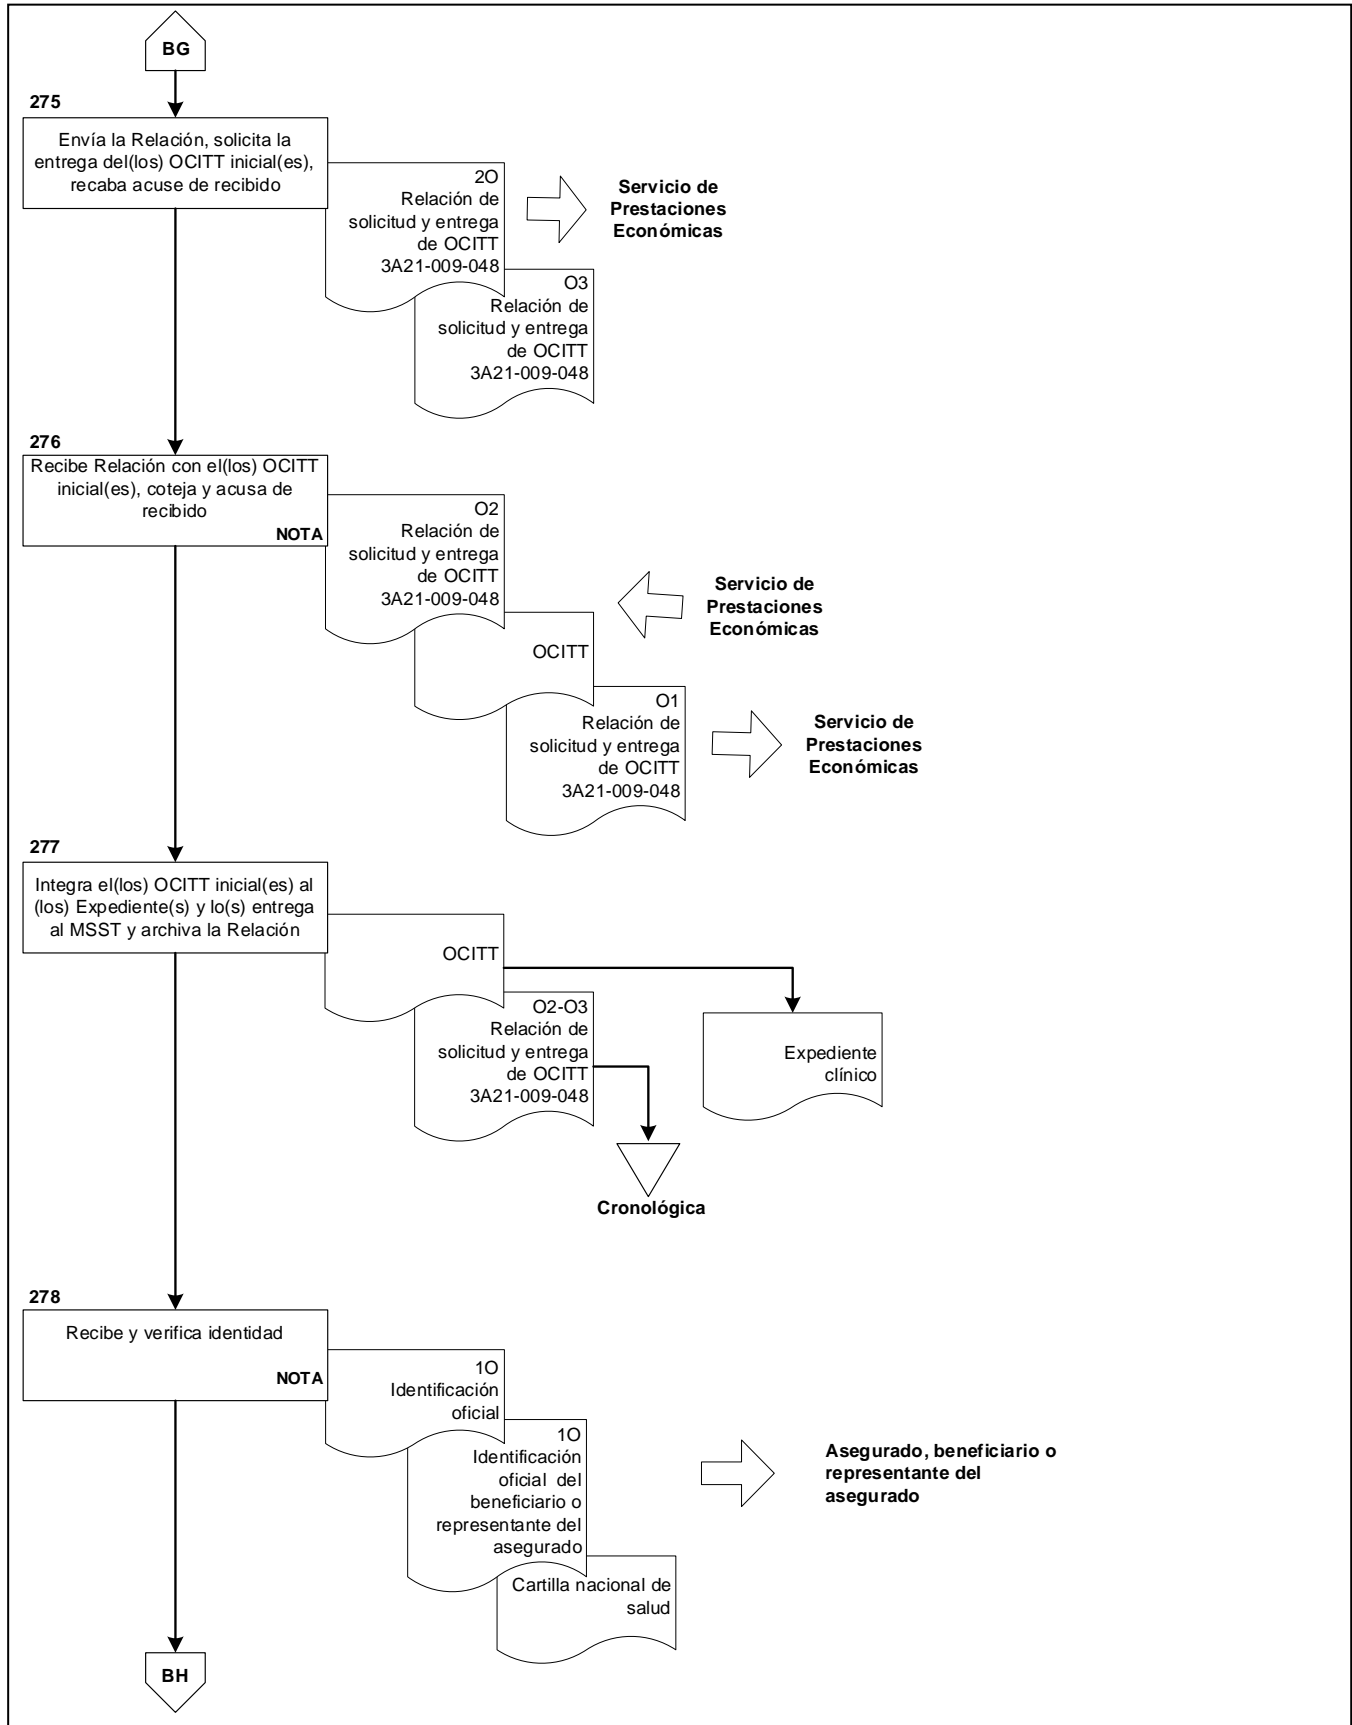 BG
275
Envía la Relación, solicita la
entrega del(los) OCITT inicial(es),
recaba acuse de recibido
2O
Relación de
solicitud y entrega
de OCITT
3A21-009-048
Servicio de
Prestaciones
Económicas
O3
Relación de
solicitud y entrega
de OCITT
3A21-009-048
276
Recibe Relación con el(los) OCITT
inicial(es), coteja y acusa de
recibido
NOTA
O2
Relación de
solicitud y entrega
de OCITT
3A21-009-048
Servicio de
Prestaciones
Económicas
OCITT
O1
Relación de
solicitud y entrega
de OCITT
3A21-009-048
Servicio de
Prestaciones
Económicas
277
Integra el(los) OCITT inicial(es) al
(los) Expediente(s) y lo(s) entrega
al MSST y archiva la Relación
OCITT
O2-O3
Relación de
solicitud y entrega
de OCITT
3A21-009-048
Expediente
clínico
Cronológica
278
Recibe y verifica identidad
NOTA
1O
Identificación
oficial
1O
Identificación
oficial del
beneficiario o
representante del
asegurado
Asegurado, beneficiario o
representante del
asegurado
Cartilla nacional de
salud
BH